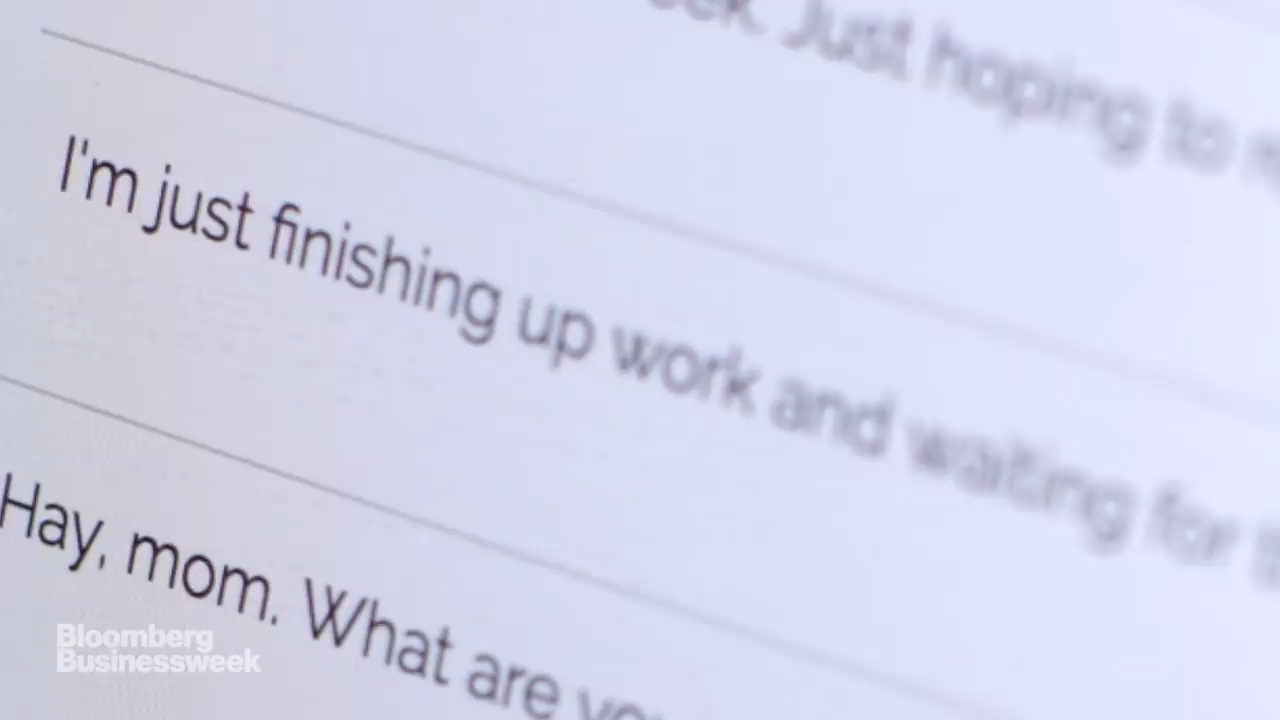 Just hoping to
I'm just finishing up work and waiting for
Hay, mom. What are
Bloomberg
Businessweek